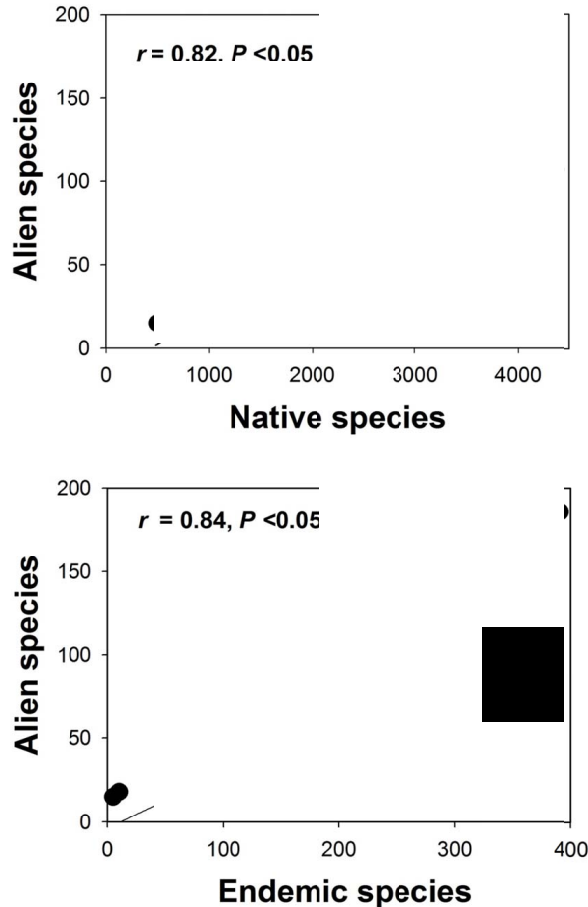 200
r = 0.82, P <0.05
150
100
50
0
Alien species
0 1000 2000 3000 4000
Native species
200
r = 0.84, P <0.05
150
100
50
0
Alien species
0 100 200 300 400
Endemic species